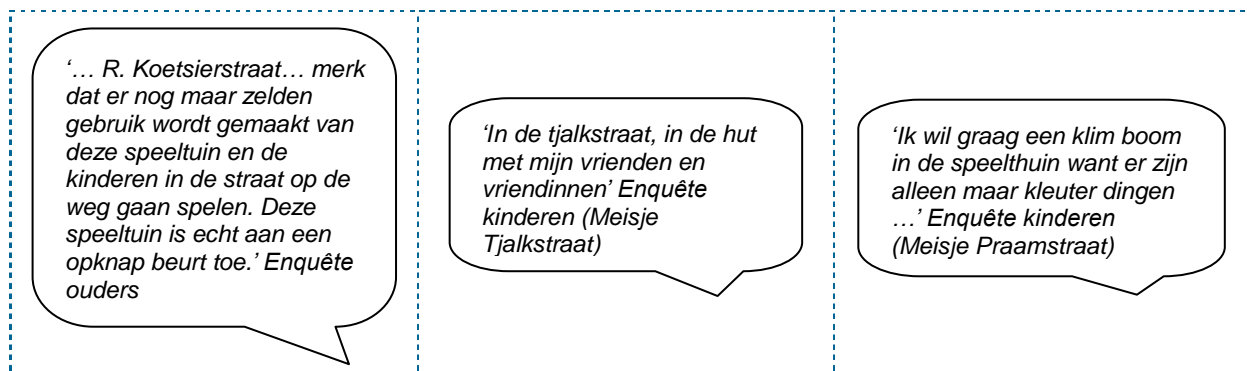 ‘… R. Koetsierstraat… merk
dat er nog maar zelden
gebruik wordt gemaakt van
deze speeltuin en de
kinderen in de straat op de
weg gaan spelen. Deze
speeltuin is echt aan een
opknap beurt toe.’ Enquête
ouders
‘In de tjalkstraat, in de hut
met mijn vrienden en
vriendinnen’ Enquête
kinderen (Meisje
Tjalkstraat)
‘Ik wil graag een klim boom
in de speelthuin want er zijn
alleen maar kleuter dingen
…’ Enquête kinderen
(Meisje Praamstraat)